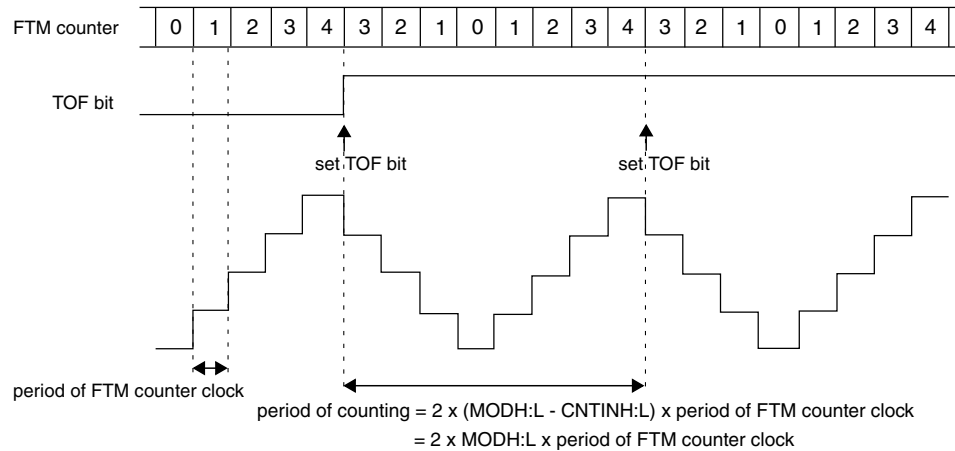 FTM counter 0 1 2 3 4 3 2 1 0 1 2 3 4 3 2 1 0 1 2 3 4
TOF bit
set TOF bit set TOF bit
period of FTM counter clock
period of counting = 2 x (MODH:L - CNTINH:L) x period of FTM counter clock
= 2 x MODH:L x period of FTM counter clock